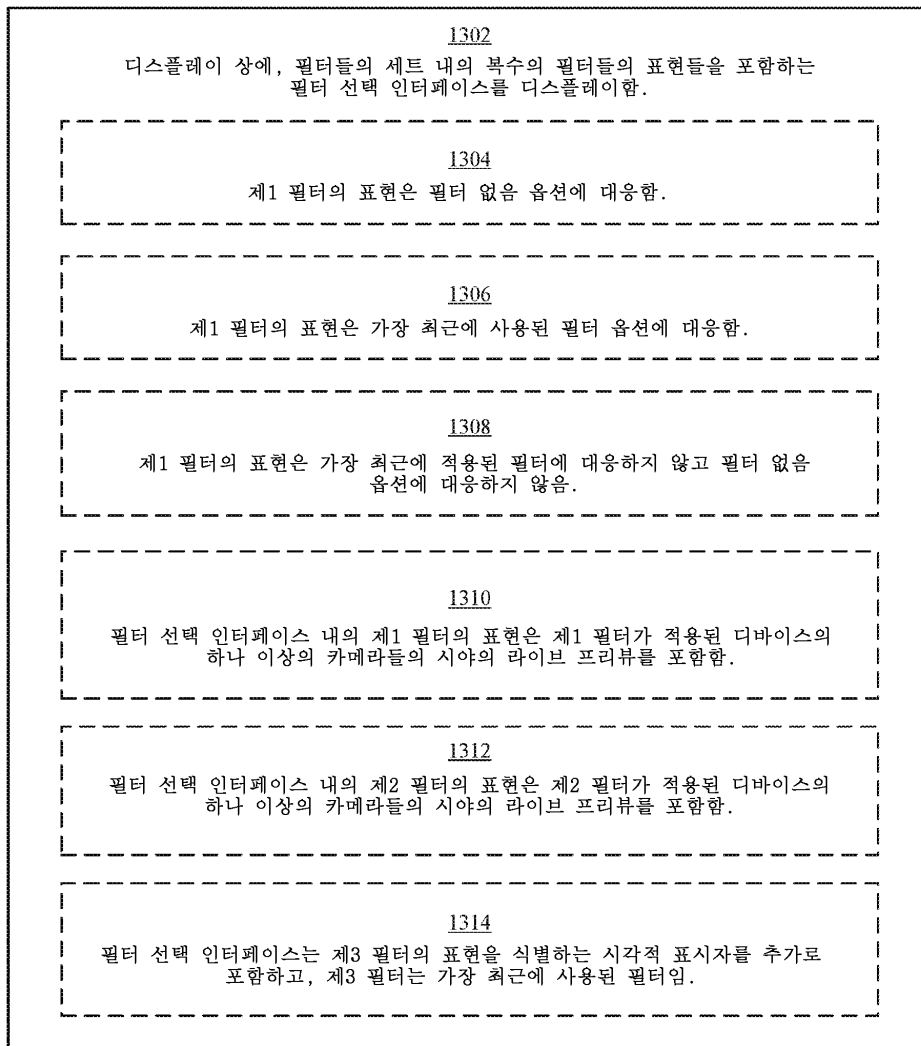 1302
디스플레이 상에, 필터들의 세트 내의 복수의 필터들의 표현들을 포함하는
필터 선택 인터페이스를 디스플레이함.
1304
제1 필터의 표현은 필터 없음 옵션에 대응함.
1306
제1 필터의 표현은 가장 최근에 사용된 필터 옵션에 대응함.
1308
제1 필터의 표현은 가장 최근에 적용된 필터에 대응하지 않고 필터 없음
옵션에 대응하지 않음.
1310
필터 선택 인터페이스 내의 제1 필터의 표현은 제1 필터가 적용된 디바이스의
하나 이상의 카메라들의 시야의 라이브 프리뷰를 포함함.
1312
필터 선택 인터페이스 내의 제2 필터의 표현은 제2 필터가 적용된 디바이스의
하나 이상의 카메라들의 시야의 라이브 프리뷰를 포함함.
1314
필터 선택 인터페이스는 제3 필터의 표현을 식별하는 시각적 표시자를 추가로
포함하고, 제3 필터는 가장 최근에 사용된 필터임.